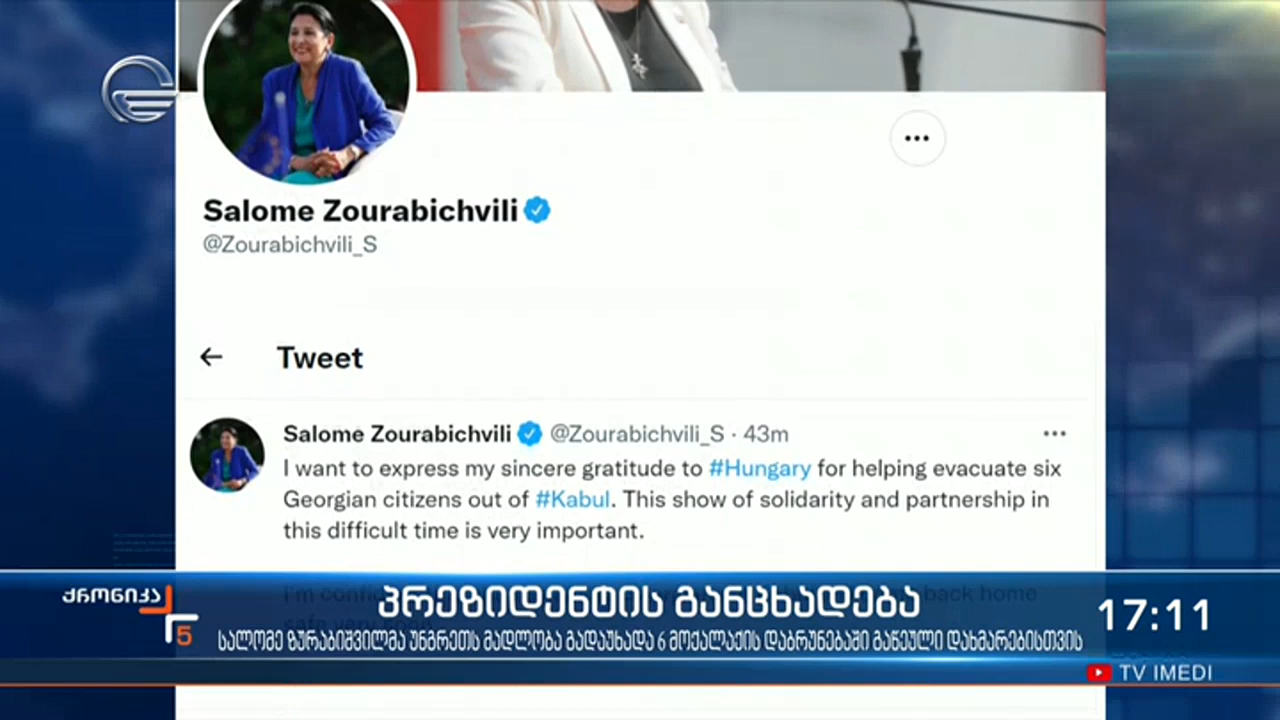 Salome Zourabichvili
@Zourabichvili_S
Tweet
Salome Zourabichvili @Zourabichvili_S · 43m
I want to express my sincere gratitude to #Hungary for helping evacuate six
Georgian citizens out of #Kabul. This show of solidarity and partnership in
this difficult time is very important.
back home
ქრონიკა
5
პრეზიდენტის განცხადება
სალომე ზურაბიშვილმა უნგრეთს მადლობა გადაუხადა 6 მოქალაქის დაბრუნებაში გაწეული დახმარებისთვის
17:11
TV IMEDI